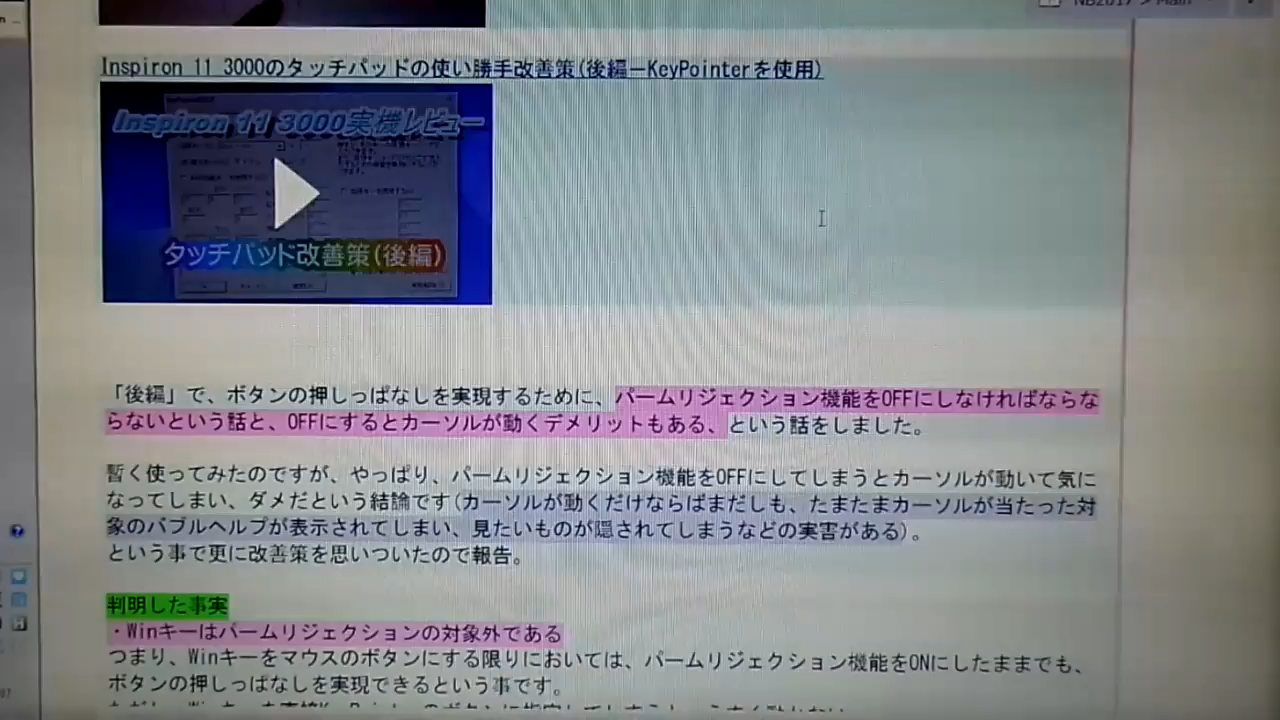 NB2017 > Main
Inspiron 11 3000のタッチパッドの使い勝手改善策(後編－KeyPointerを使用)
Inspiron 11 3000実機レビュー
タッチパッド改善策(後編)
「後編」で、ボタンの押しっぱなしを実現するために、パームリジェクション機能をOFFにしなければならな
らないという話と、OFFにするとカーソルが動くデメリットもある、という話をしました。
暫く使ってみたのですが、やっぱり、パームリジェクション機能をOFFにしてしまうとカーソルが動いて気に
なってしまい、ダメだという結論です(カーソルが動くだけならばまだしも、たまたまカーソルが当たった対
象のバブルヘルプが表示されてしまい、見たいものが隠されてしまうなどの実害がある)。
という事で更に改善策を思いついたので報告。
判明した事実
・Winキーはパームリジェクションの対象外である
つまり、Winキーをマウスのボタンにする限りにおいては、パームリジェクション機能をONにしたままでも、
ボタンの押しっぱなしを実現できるという事です。